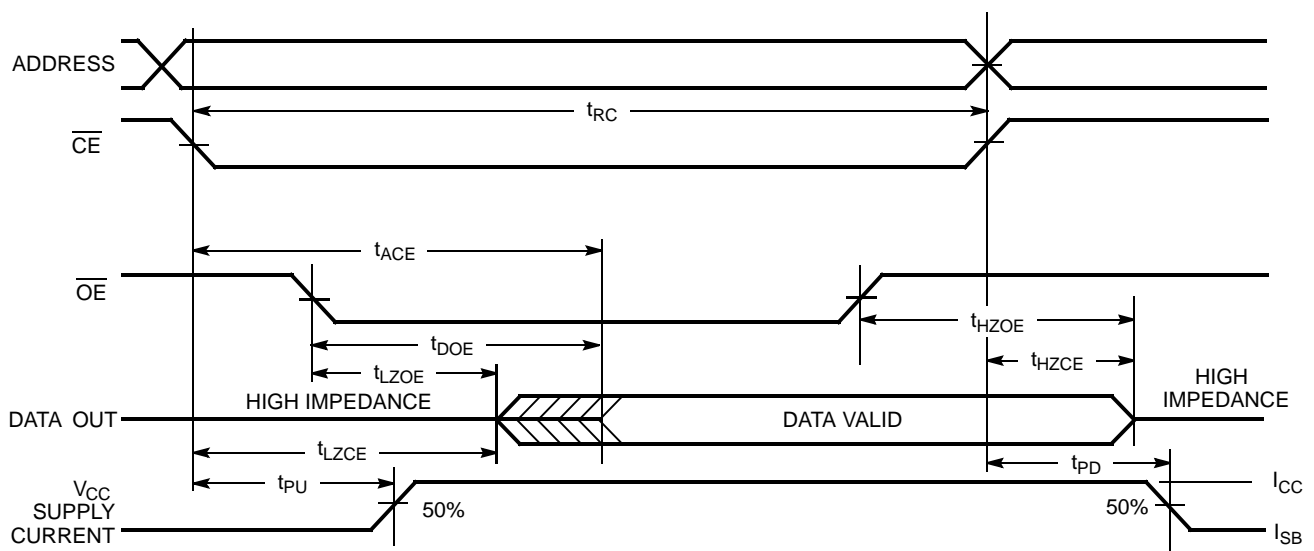 ADDRESS
tRC
CE
tACE
OE
tHZOE
tDOE
tHZCE
tLZOE
HIGH IMPEDANCE
HIGH
IMPEDANCE
DATA OUT
DATA VALID
tLZCE
tPU
tPD
VCC
SUPPLY
CURRENT
50%
50%
ICC
ISB